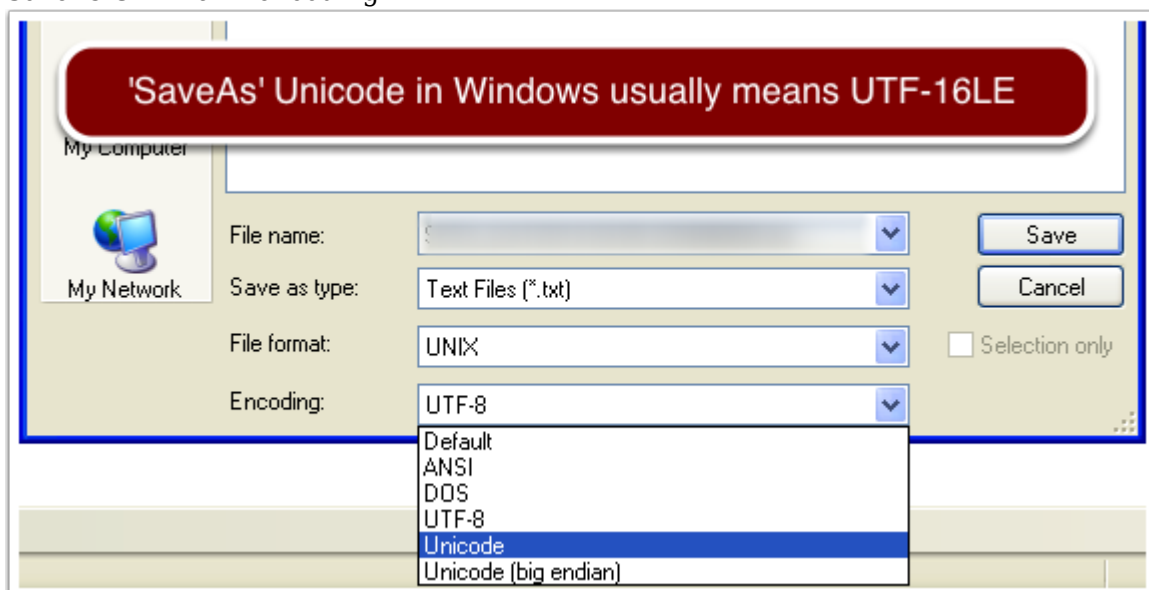 'SaveAs' Unicode in Windows usually means UTF-16LE
My Computer
File name:
Save
My Network
Save as type:
Text Files (*.txt)
Cancel
File format:
UNIX
Selection only
Encoding:
UTF-8
Default
ANSI
DOS
UTF-8
Unicode
Unicode (big endian)